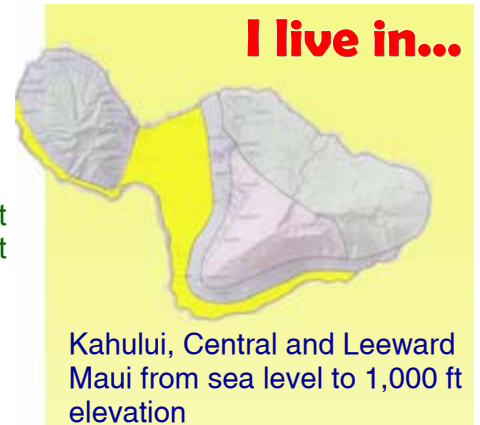 I live in...
t
t
Kahului, Central and Leeward
Maui from sea level to 1,000 ft
elevation